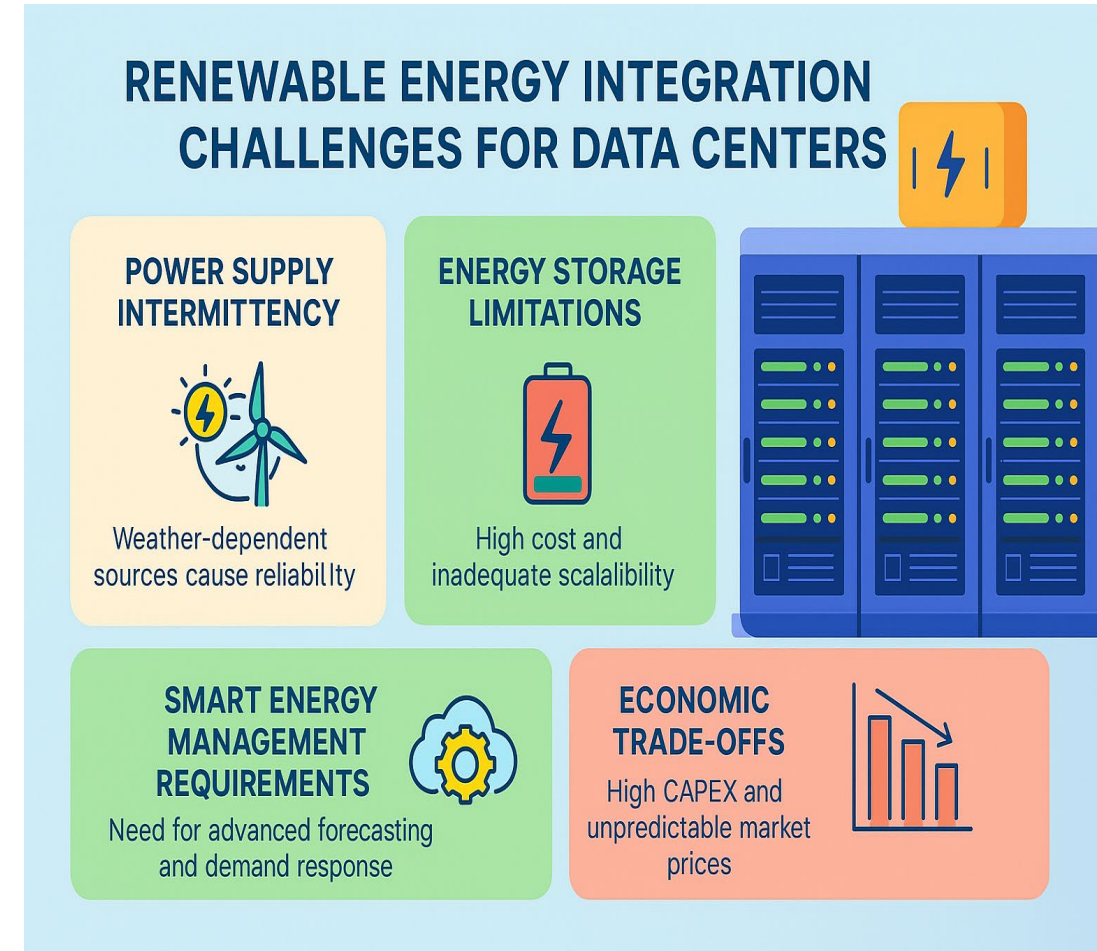 RENEWABLE ENERGY INTEGRATION
CHALLENGES FOR DATA CENTERS
POWER SUPPLY
INTERMITTENCY
Weather-dependent
sources cause reliabillty
ENERGY STORAGE
LIMITATIONS
High cost and
inadequate scalalibility
SMART ENERGY
MANAGEMENT
REQUIREMENTS
Need for advanced forecasting
and demand response
ECONOMIC
TRADE-OFFS
High CAPEX and
unpredictable market
prices